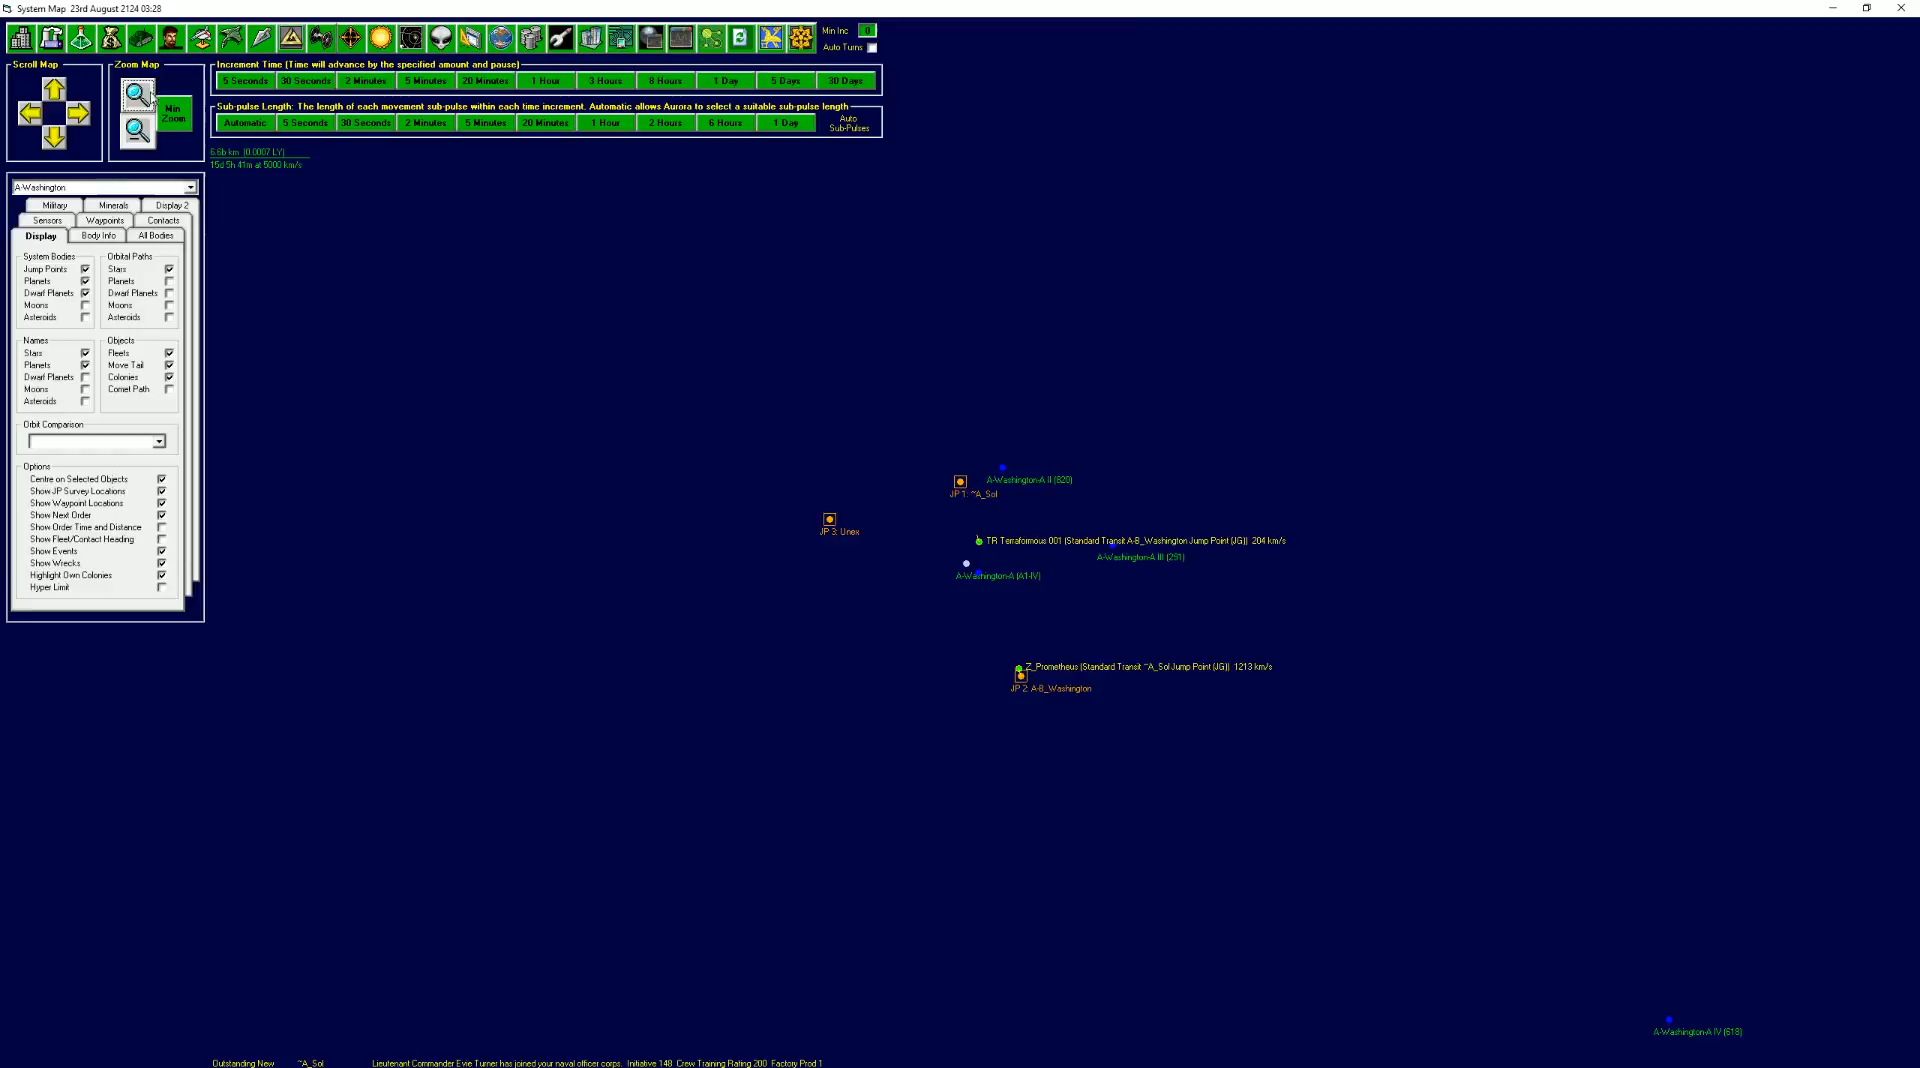 System Map 23rd August 2124 03:28
Min Inc 0
Auto Turns
Scroll Map
Zoom Map
Min Zoom
Increment Time (Time will advance by the specified amount and pause)
5 Seconds 30 Seconds 2 Minutes 5 Minutes 20 Minutes 1 Hour 3 Hours 8 Hours 1 Day 5 Days 30 Days
Sub-pulse Length: The length of each movement sub-pulse within each time increment. Automatic allows Aurora to select a suitable sub-pulse length
Automatic 5 Seconds 30 Seconds 2 Minutes 5 Minutes 20 Minutes 1 Hour 2 Hours 6 Hours 1 Day
Auto
Sub-Pulses
6.6b km (0.0007 LY)
15d 5h 41m at 5000 km/s
A-Washington
Military Minerals Display 2
Sensors Waypoints Contacts
Display Body Info All Bodies
System Bodies
Jump Points
Planets
Dwarf Planets
Moons
Asteroids
Orbital Paths
Stars
Planets
Dwarf Planets
Moons
Asteroids
Names
Stars
Planets
Dwarf Planets
Moons
Asteroids
Objects
Fleets
Move Tail
Colonies
Comet Path
Orbit Comparison
Options
Centre on Selected Objects
Show JP Survey Locations
Show Waypoint Locations
Show Next Order
Show Order Time and Distance
Show Fleet/Contact Heading
Show Events
Show Wrecks
Highlight Own Colonies
Hyper Limit
A-Washington-A II (820)
JP 1: ~A_Sol
JP 3: Unex
TR Terraformous 001 (Standard Transit A-B_Washington Jump Point (JG)) 204 km/s
A-Washington-A III (291)
A-Washington-A (A1-IV)
Z_Prometheus (Standard Transit ~A_Sol Jump Point (JG)) 1213 km/s
JP 2: A-B_Washington
A-Washington-A IV (618)
Outstanding New ~A_Sol Lieutenant Commander Evie Turner has joined your naval officer corps. Initiative 148 Crew Training Rating 200 Factory Prod 1